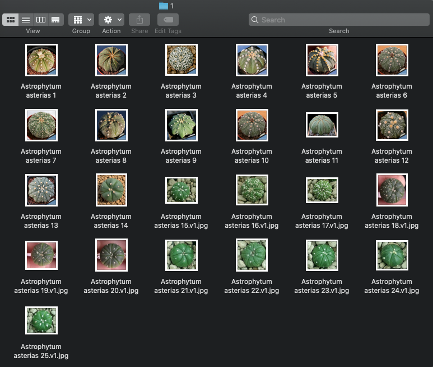 1
Search
View
Group
Action
Share
Edit Tags
Search
Astrophytum
asterias 1
Astrophytum
asterias 2
Astrophytum
asterias 3
Astrophytum
asterias 4
Astrophytum
asterias 5
Astrophytum
asterias 6
Astrophytum
asterias 7
Astrophytum
asterias 8
Astrophytum
asterias 9
Astrophytum
asterias 10
Astrophytum
asterias 11
Astrophytum
asterias 12
Astrophytum
asterias 13
Astrophytum
asterias 14
Astrophytum
asterias 15.v1.jpg
Astrophytum
asterias 16.v1.jpg
Astrophytum
asterias 17.v1.jpg
Astrophytum
asterias 18.v1.jpg
Astrophytum
asterias 19.v1.jpg
Astrophytum
asterias 20.v1.jpg
Astrophytum
asterias 21.v1.jpg
Astrophytum
asterias 22.v1.jpg
Astrophytum
asterias 23.v1.jpg
Astrophytum
asterias 24.v1.jpg
Astrophytum
asterias 25.v1.jpg